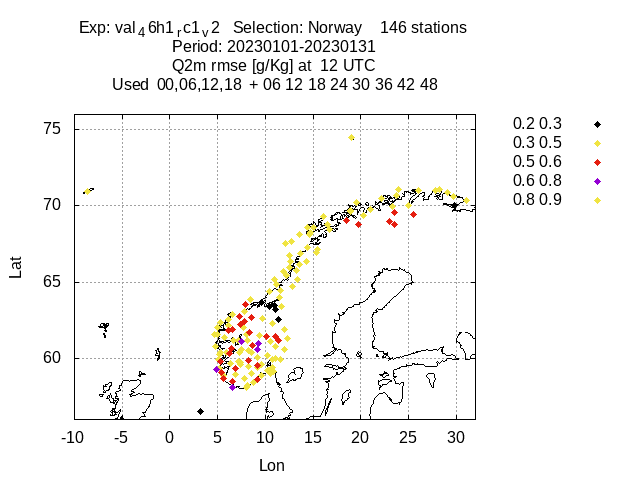 Exp: val46h1rc1v2 Selection: Norway 146 stations
Period: 20230101-20230131
Q2m rmse [g/Kg] at 12 UTC
Used 00,06,12,18 + 06 12 18 24 30 36 42 48
0.2 0.3
0.3 0.5
0.5 0.6
0.6 0.8
0.8 0.9
75
70
65
60
Lat
-10 -5 0 5 10 15 20 25 30
Lon